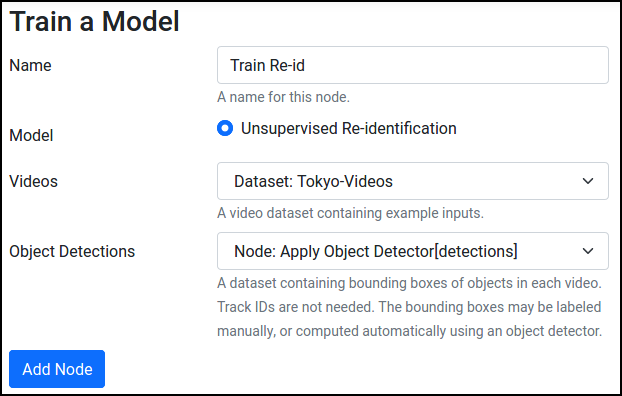 Train a Model
Name
Train Re-id
A name for this node.
Model
Unsupervised Re-identification
Videos
Dataset: Tokyo-Videos
A video dataset containing example inputs.
Object Detections
Node: Apply Object Detector[detections]
A dataset containing bounding boxes of objects in each video.
Track IDs are not needed. The bounding boxes may be labeled
manually, or computed automatically using an object detector.
Add Node